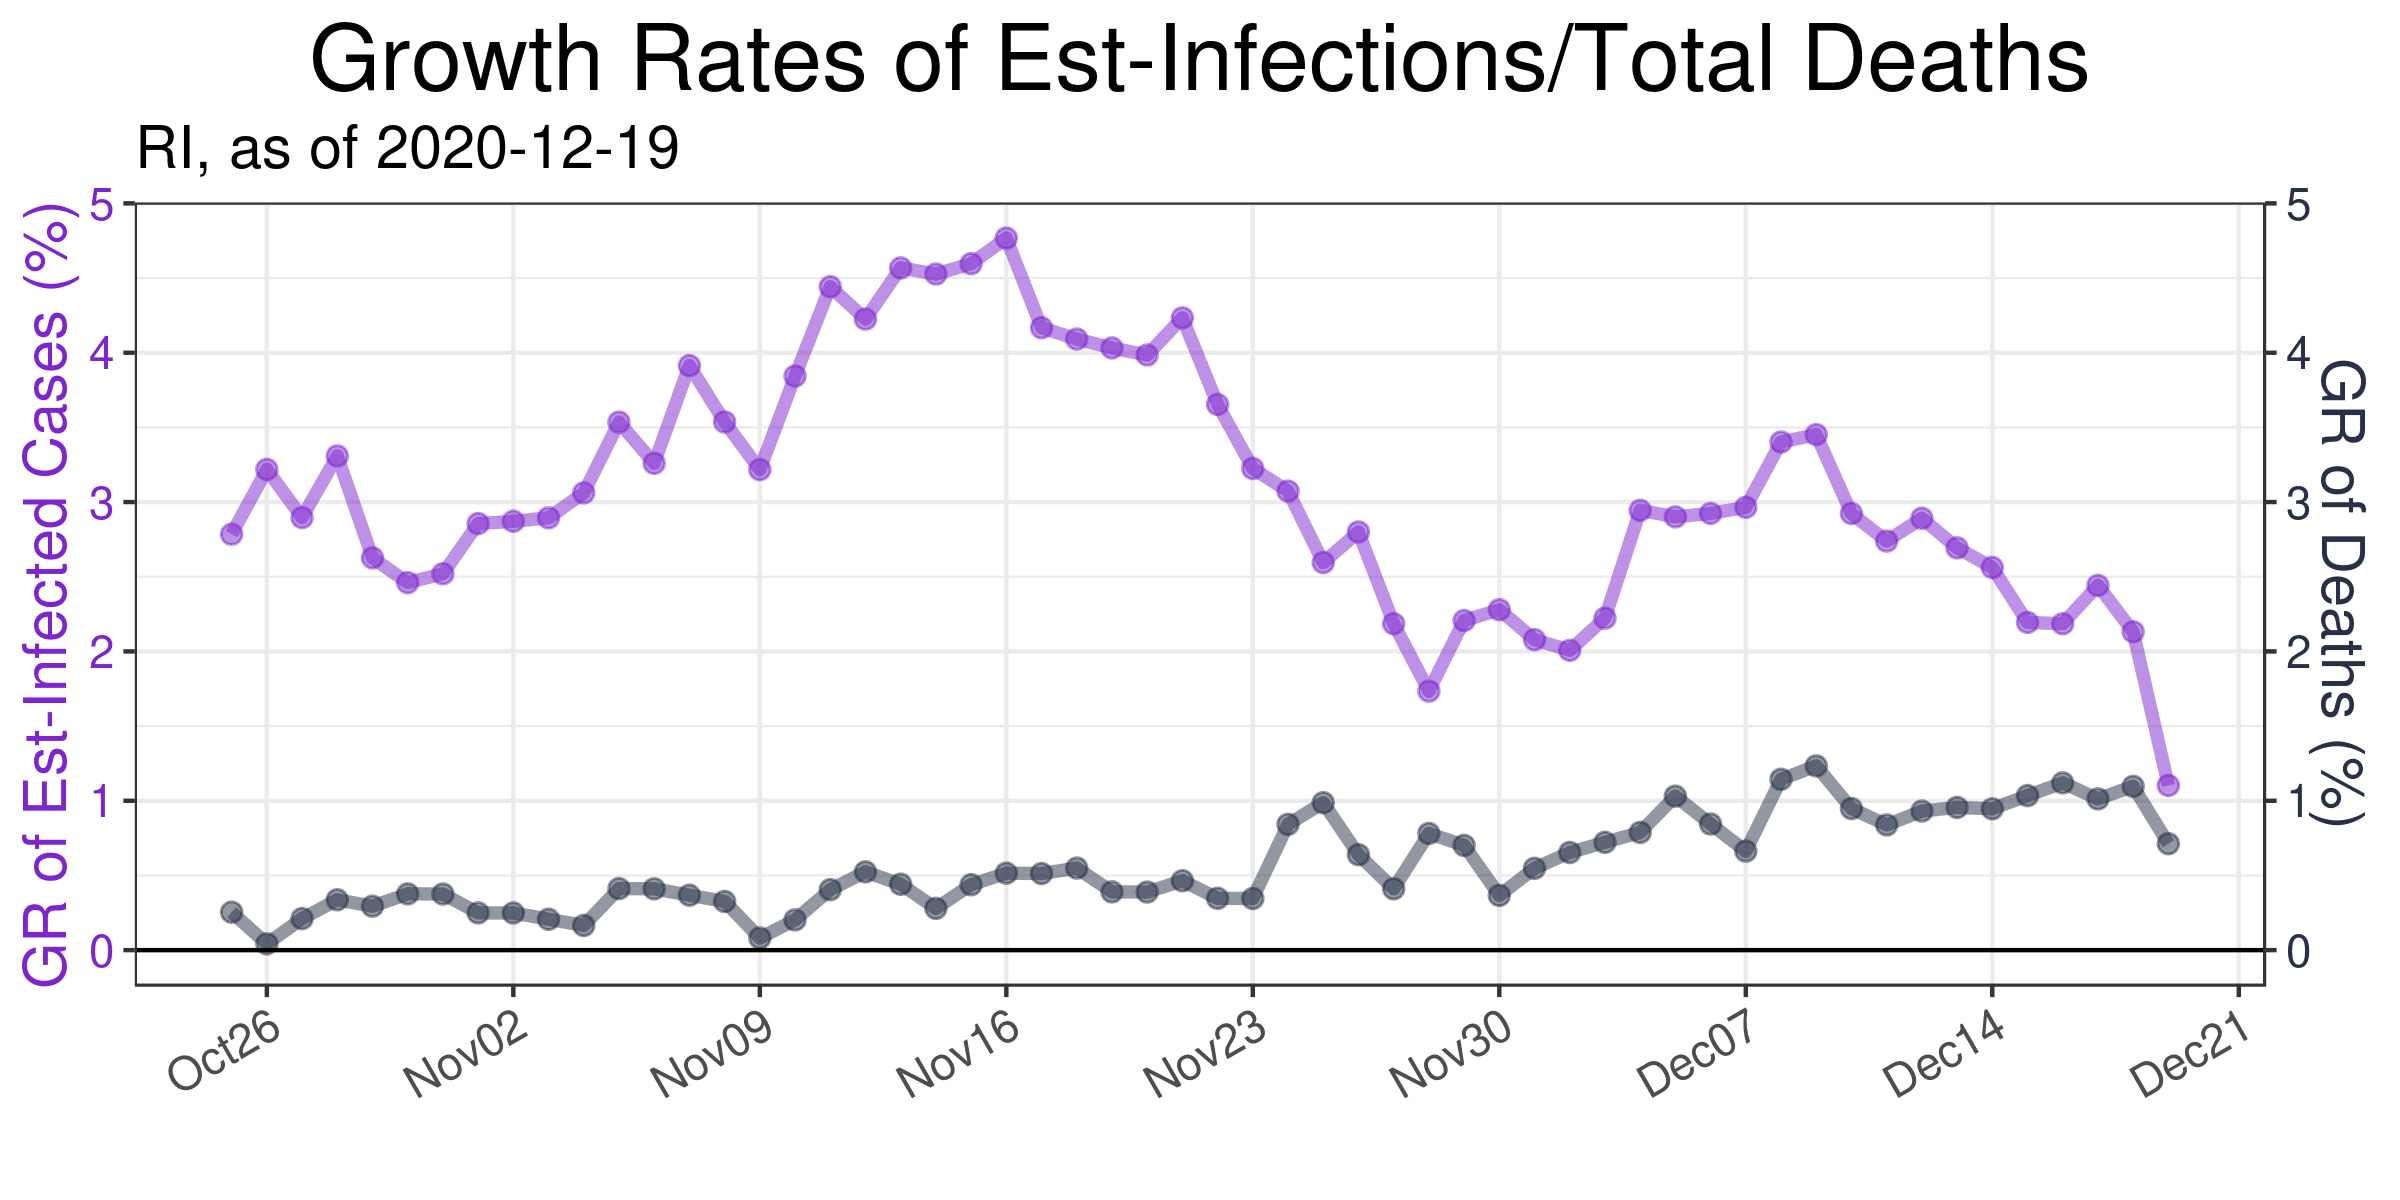 Growth Rates of Est-Infections/Total Deaths
RI, as of 2020-12-19
GR of Est-Infected Cases (%)
5
4
3
2
1
0
5
4
3
2
1
0
GR of Deaths (%)
Oct26
Nov02
Nov09
Nov16
Nov23
Nov30
Dec07
Dec14
Dec21